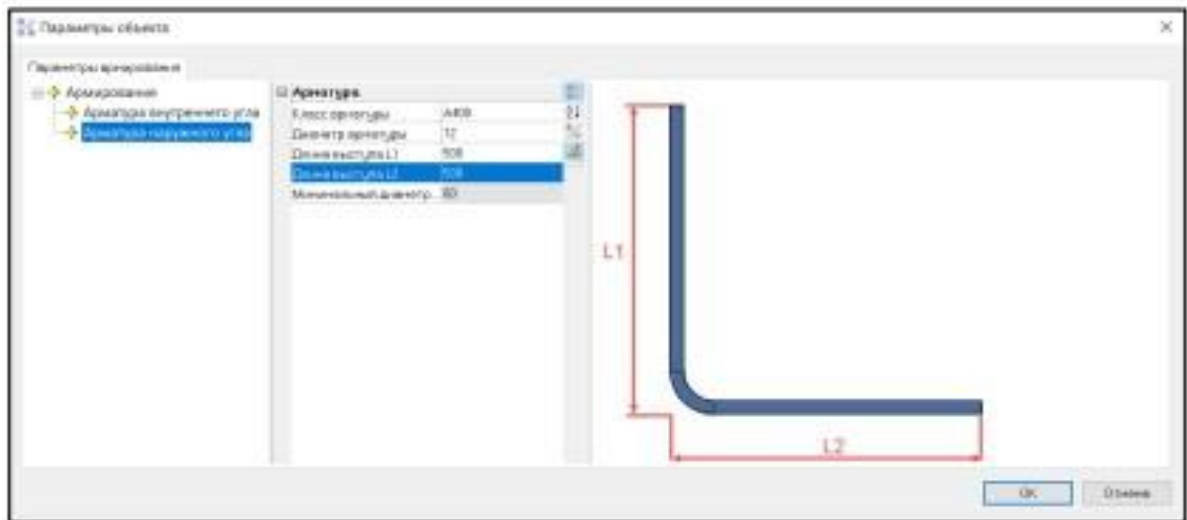 Параметры объекта
Параметры армирования
Армирование
Арматура внутреннего угла
Арматура наружного угла
Арматура
Класс арматуры A400
Диаметр арматуры 12
Длина выступа L1 500
Длина выступа L2 500
Минимальный диаметр... 60
L1
L2
OK
Отмена